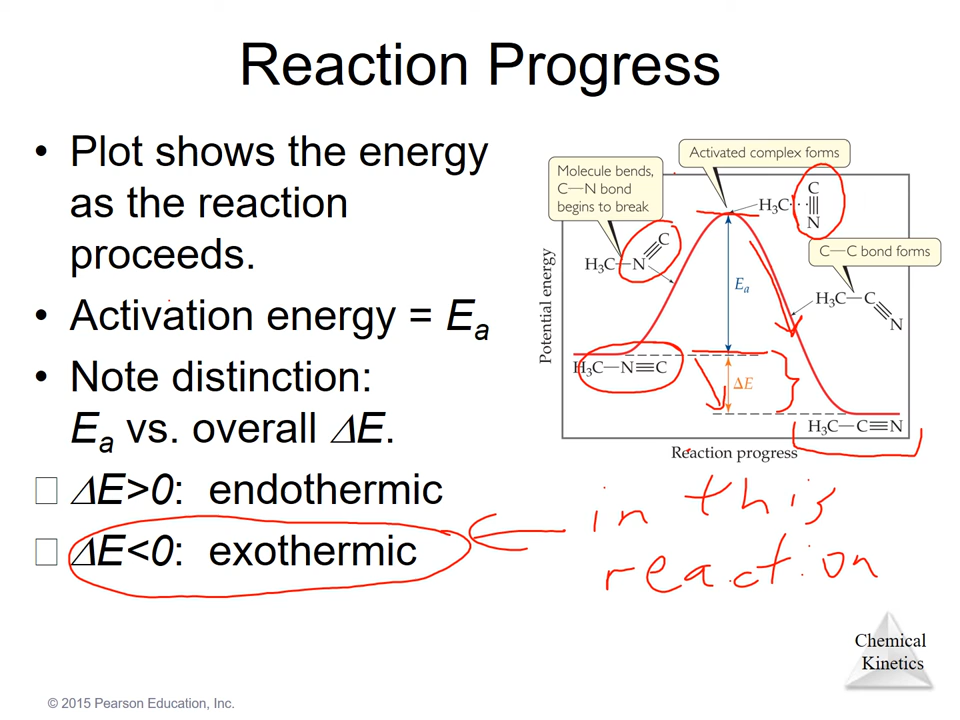 Reaction Progress
• Plot shows the energy
as the reaction
proceeds.
• Activation energy = Ea
• Note distinction:
Ea vs. overall ΔE.
□ ΔE>0: endothermic
□ ΔE<0: exothermic
Activated complex forms
Molecule bends,
C—N bond
begins to break
H₃C···
C
|||
N
C
H₃C—N
C—C bond forms
H₃C—C
N
Potential energy
Ea
H₃C—N≡C
ΔE
H₃C—C≡N
Reaction progress
in this
reaction
Chemical
Kinetics
© 2015 Pearson Education, Inc.